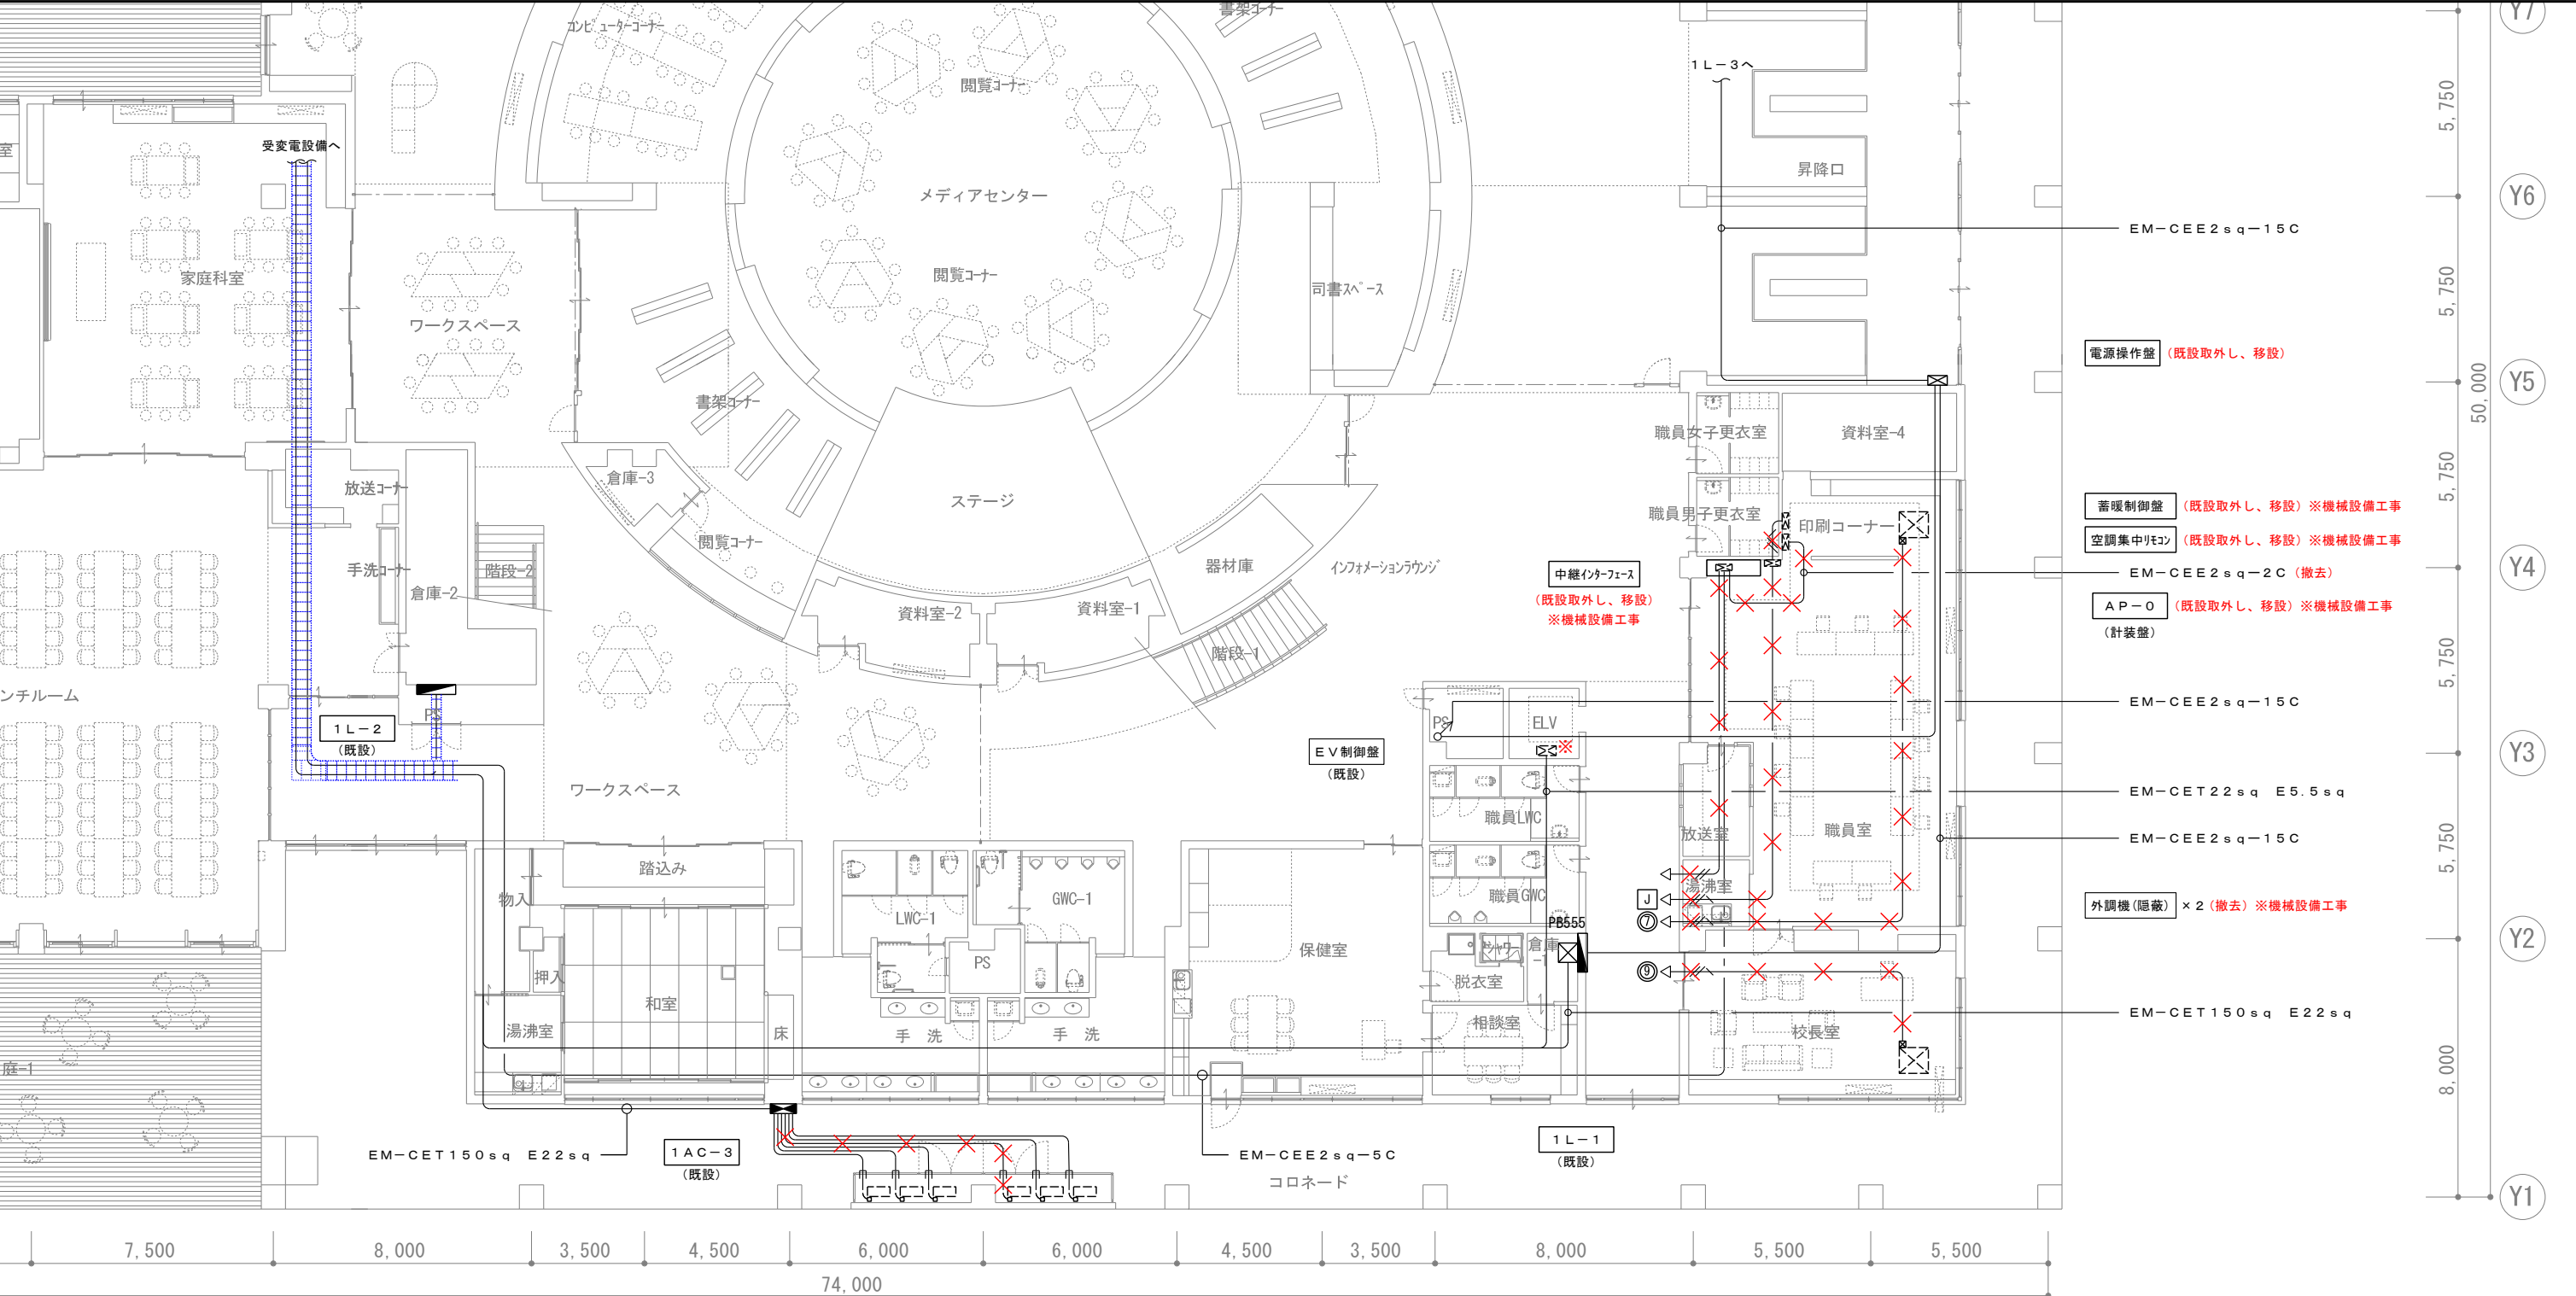 コンピューターコーナー
書架コーナー
Y7
1L-3へ
閲覧コーナー
5,750
受変電設備へ
室
昇降口
メディアセンター
Y6
EM-CEE2sq-15C
家庭科室
閲覧コーナー
司書スペース
5,750
ワークスペース
電源操作盤 (既設取外し、移設)
Y5
50,000
書架コーナー
職員女子更衣室
資料室-4
倉庫-3
放送コーナー
ステージ
5,750
蓄暖制御盤 (既設取外し、移設)※機械設備工事
職員男子更衣室
印刷コーナー
空調集中リモコン (既設取外し、移設)※機械設備工事
閲覧コーナー
手洗コーナー
階段-2
器材庫
インフォメーションラウンジ
中継インターフェース
(既設取外し、移設)
※機械設備工事
EM-CEE2sq-2C(撤去)
Y4
倉庫-2
資料室-2
資料室-1
AP-0 (既設取外し、移設)※機械設備工事
(計装盤)
階段-1
5,750
ンチルーム
PS
1L-2
(既設)
PS
ELV
EM-CEE2sq-15C
※
EV制御盤
(既設)
Y3
ワークスペース
EM-CET22sq E5.5sq
職員LWC
放送室
職員室
EM-CEE2sq-15C
5,750
踏込み
物入
LWC-1
GWC-1
職員GWC
湯沸室
J
外調機(隠蔽) ×2(撤去)※機械設備工事
⑦
PB555
Y2
保健室
シャワー
倉庫
-1
PS
押入
脱衣室
⑨
和室
湯沸室
床
手 洗
手 洗
相談室
校長室
EM-CET150sq E22sq
庭-1
8,000
EM-CET150sq E22sq
1AC-3
(既設)
EM-CEE2sq-5C
1L-1
(既設)
コロネード
Y1
7,500
8,000
3,500
4,500
6,000
6,000
4,500
3,500
8,000
5,500
5,500
74,000